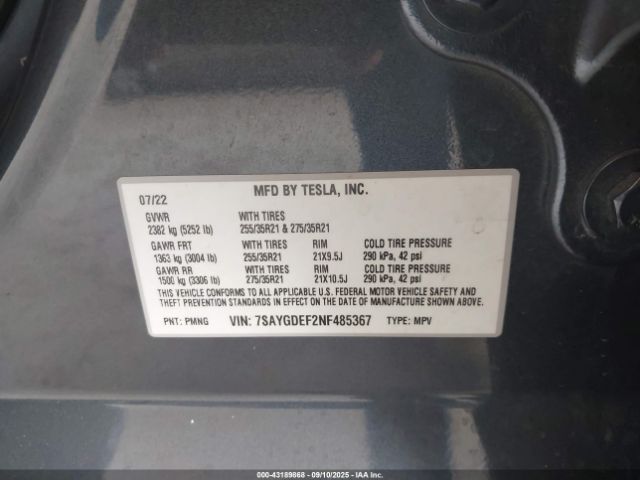 MFD BY TESLA, INC.
07/22
GVWR WITH TIRES
2382 kg (5252 lb) 255/35R21 & 275/35R21
GAWR FRT WITH TIRES RIM COLD TIRE PRESSURE
1363 kg (3004 lb) 255/35R21 21X9.5J 290 kPa, 42 psi
GAWR RR WITH TIRES RIM COLD TIRE PRESSURE
1500 kg (3306 lb) 275/35R21 21X10.5J 290 kPa, 42 psi
THIS VEHICLE CONFORMS TO ALL APPLICABLE U.S. FEDERAL MOTOR VEHICLE SAFETY AND
THEFT PREVENTION STANDARDS IN EFFECT ON THE DATE OF MANUFACTURE SHOWN ABOVE.
PNT: PMNG VIN: 7SAYGDEF2NF485367 TYPE: MPV
000-43189868 - 09/10/2025 - IAA Inc.